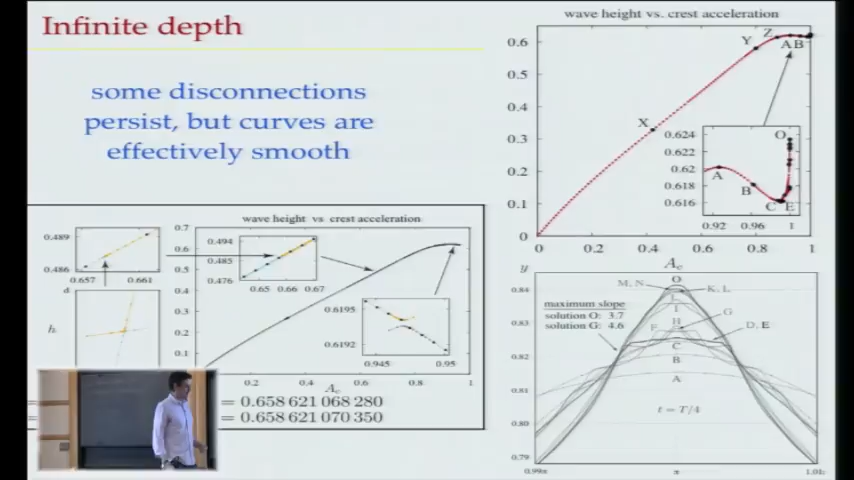 Infinite depth
some disconnections
persist, but curves are
effectively smooth
wave height vs. crest acceleration
0.6
0.5
0.4
0.3
0.2
0.1
0
0
0.2
0.4
0.6
0.8
1
A_c
X
Y
Z
A B
0.624
0.622
0.62
0.618
0.616
0.92
0.96
1
O
A
B
C
E
wave height vs crest acceleration
0.7
0.6
0.5
0.4
0.3
0.2
0.1
0.2
0.4
0.6
0.8
1
A_c
0.489
0.486
0.657
0.661
0.494
0.485
0.476
0.65
0.66
0.67
0.6195
0.6192
0.945
0.95
h
= 0.658 621 068 280
= 0.658 621 070 350
y
0.84
0.83
0.82
0.81
0.80
0.79
0.99π
π
1.01π
maximum slope
solution O: 3.7
solution G: 4.6
M, N
O
K, L
I
H
G
F
D, E
C
B
A
t = T/4